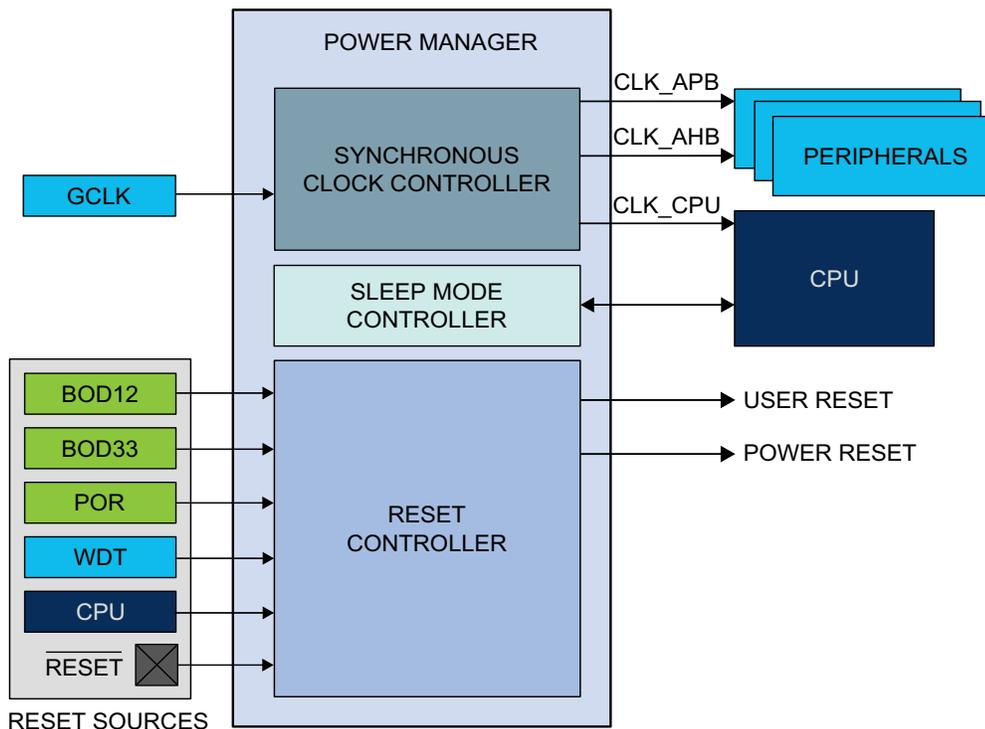 POWER MANAGER
CLK_APB
SYNCHRONOUS
CLOCK CONTROLLER
CLK_AHB
PERIPHERALS
GCLK
CLK_CPU
CPU
SLEEP MODE
CONTROLLER
BOD12
BOD33
POR
WDT
CPU
RESET
RESET SOURCES
RESET
CONTROLLER
USER RESET
POWER RESET